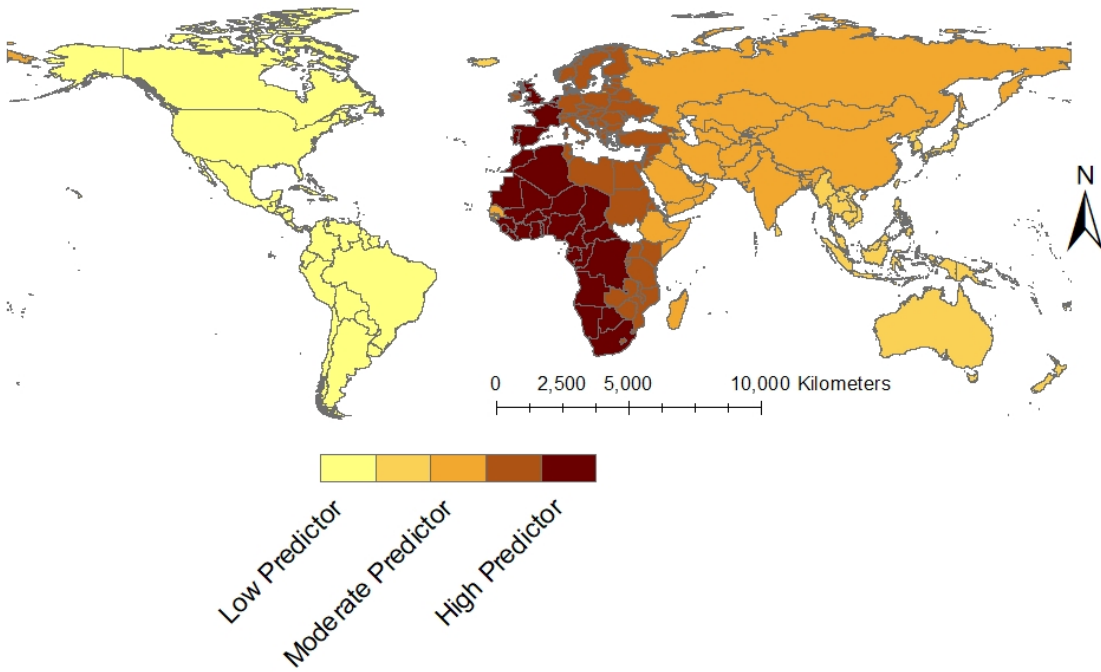 N
0 2,500 5,000 10,000 Kilometers
Low Predictor
Moderate Predictor
High Predictor